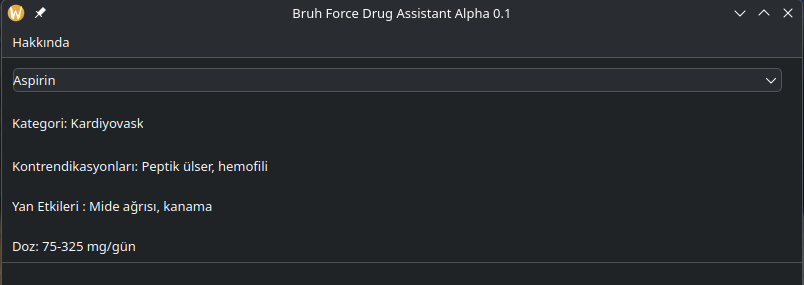 Bruh Force Drug Assistant Alpha 0.1
Hakkında
Aspirin
Kategori: Kardiyovask
Kontrendikasyonları: Peptik ülser, hemofili
Yan Etkileri : Mide ağrısı, kanama
Doz: 75-325 mg/gün